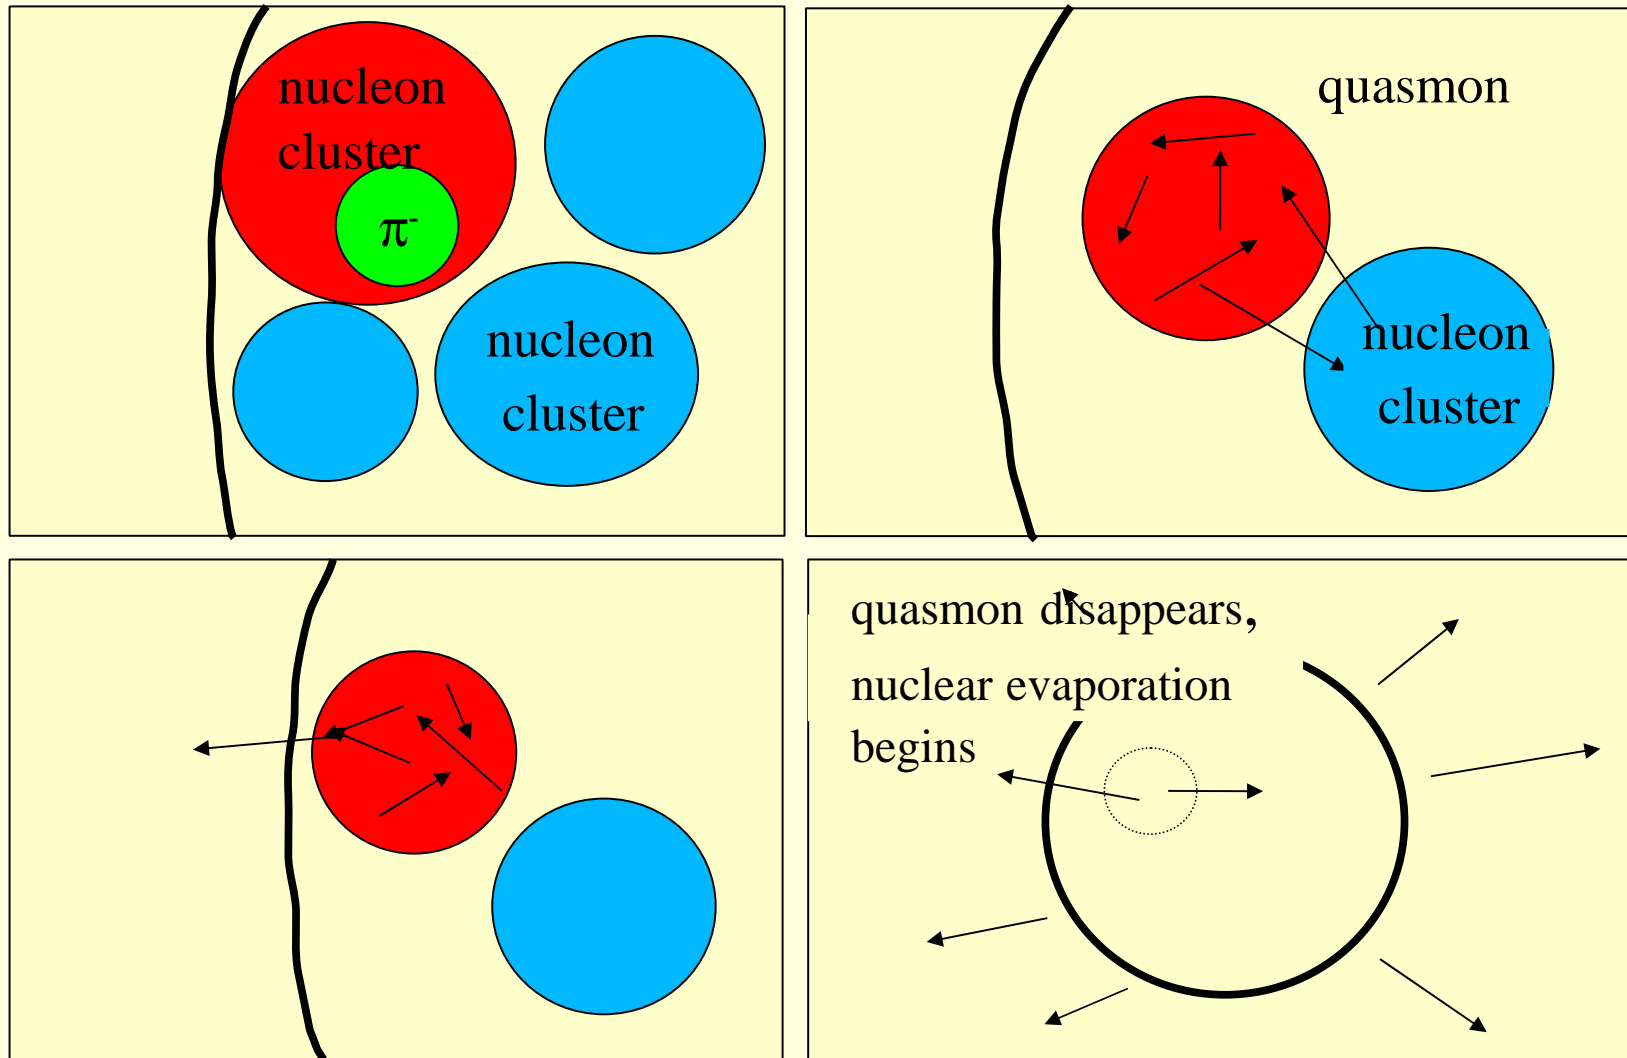 nucleon
cluster
π-
nucleon
cluster
quasmon
nucleon
cluster
quasmon disappears,
nuclear evaporation
begins